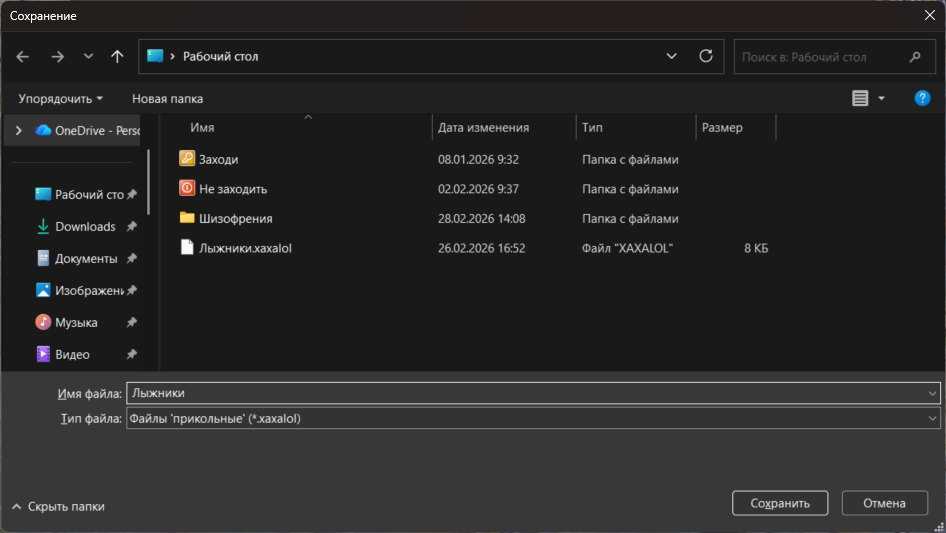 Сохранение
Рабочий стол
Поиск в: Рабочий стол
Упорядочить Новая папка
OneDrive - Persc
Рабочий сто
Downloads
Документы
Изображени
Музыка
Видео
Имя Дата изменения Тип Размер
Заходи 08.01.2026 9:32 Папка с файлами
Не заходить 02.02.2026 9:37 Папка с файлами
Шизофрения 28.02.2026 14:08 Папка с файлами
Лыжники.xaxalol 26.02.2026 16:52 Файл "XAXALOL" 8 КБ
Имя файла: Лыжники
Тип файла: Файлы 'прикольные' (*.xaxalol)
Скрыть папки
Сохранить Отмена